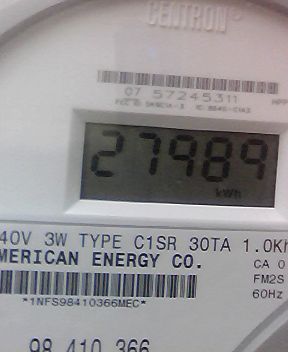 CENTRON®
07 57245311
27989
kWh
40V 3W TYPE C1SR 30TA 1.0Kh
MERICAN ENERGY CO.
CA 0
FM2S
60Hz
*1NFS98410366MEC*
98 410 366